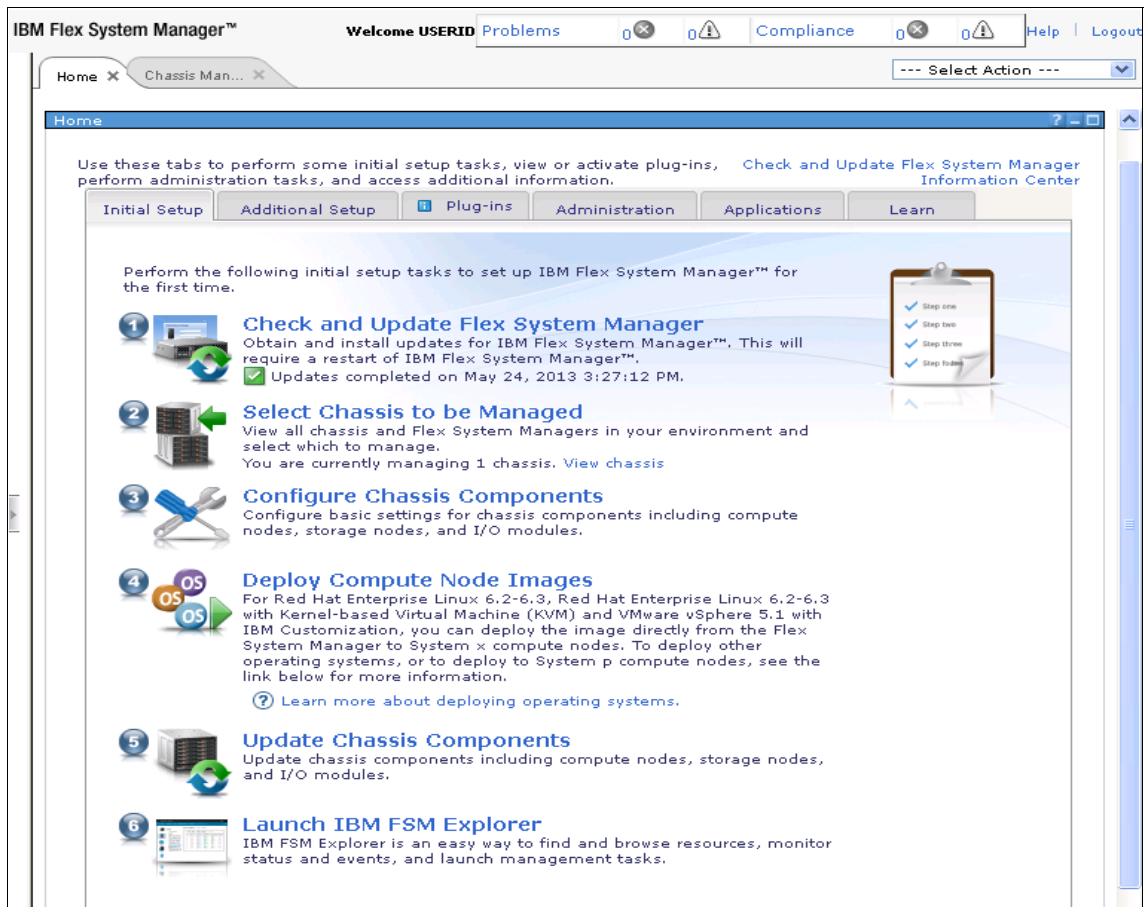 IBM Flex System Manager™
Welcome USERID Problems 0 0 Compliance 0 0 Help | Logout
Home Chassis Man...
--- Select Action ---
Home
Use these tabs to perform some initial setup tasks, view or activate plug-ins,
perform administration tasks, and access additional information.
Check and Update Flex System Manager
Information Center
Initial Setup Additional Setup Plug-ins Administration Applications Learn
Perform the following initial setup tasks to set up IBM Flex System Manager™ for
the first time.
Step one
Step two
Step three
1 Check and Update Flex System Manager
Obtain and install updates for IBM Flex System Manager™. This will
require a restart of IBM Flex System Manager™.
Updates completed on May 24, 2013 3:27:12 PM.
2 Select Chassis to be Managed
View all chassis and Flex System Managers in your environment and
select which to manage.
You are currently managing 1 chassis. View chassis
3 Configure Chassis Components
Configure basic settings for chassis components including compute
nodes, storage nodes, and I/O modules.
4 OS OS OS Deploy Compute Node Images
For Red Hat Enterprise Linux 6.2-6.3, Red Hat Enterprise Linux 6.2-6.3
with Kernel-based Virtual Machine (KVM) and VMware vSphere 5.1 with
IBM Customization, you can deploy the image directly from the Flex
System Manager to System x compute nodes. To deploy other
operating systems, or to deploy to System p compute nodes, see the
link below for more information.
? Learn more about deploying operating systems.
5 Update Chassis Components
Update chassis components including compute nodes, storage nodes,
and I/O modules.
6 Launch IBM FSM Explorer
IBM FSM Explorer is an easy way to find and browse resources, monitor
status and events, and launch management tasks.